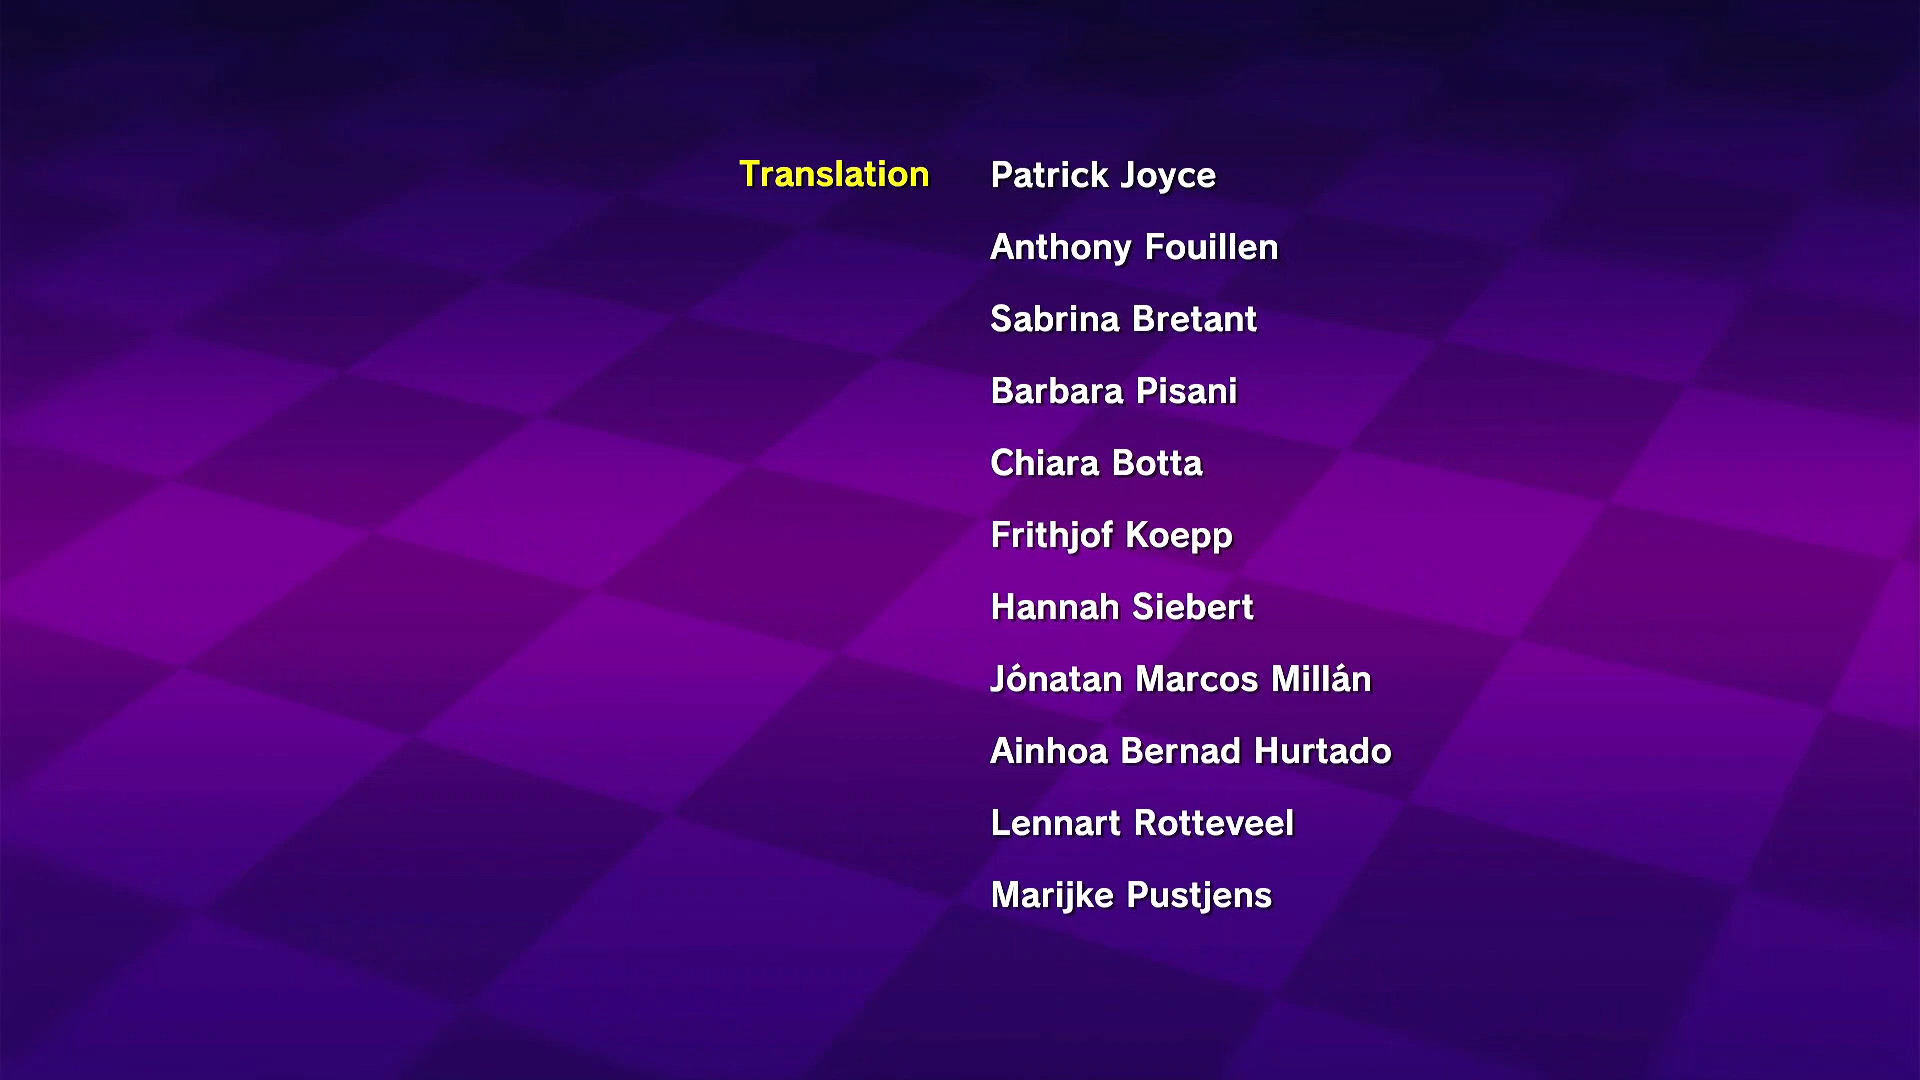 Translation Patrick Joyce
Anthony Fouillen
Sabrina Bretant
Barbara Pisani
Chiara Botta
Frithjof Koepp
Hannah Siebert
Jónatan Marcos Millán
Ainhoa Bernad Hurtado
Lennart Rotteveel
Marijke Pustjens